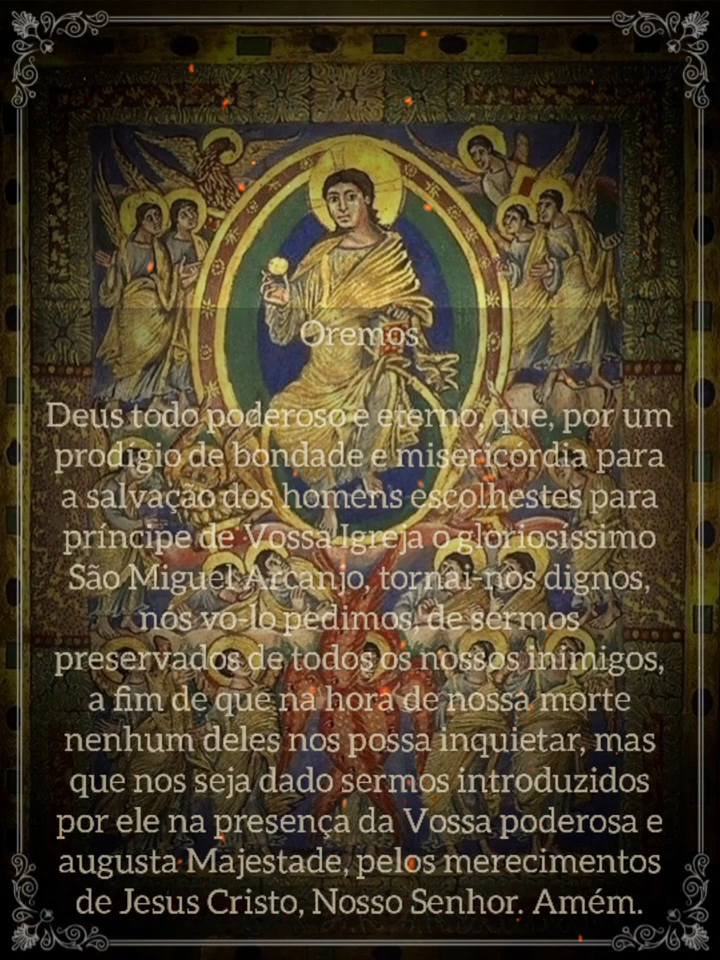 Oremos
Deus todo poderoso e eterno, que, por um
prodígio de bondade e misericordia para
a salvação dos homens escolhestes para
príncipe de Vossa Igreja o gloriosíssimo
São Miguel Arcanjo, tornai-nos dignos,
nós vo-lo pedimos, de sermos
preservados de todos os nossos inimigos,
a fim de que na hora de nossa morte
nenhum deles nos possa inquietar, mas
que nos seja dado sermos introduzidos
por ele na presença da Vossa poderosa e
augusta Majestade, pelos merecimentos
de Jesus Cristo, Nosso Senhor. Amém.